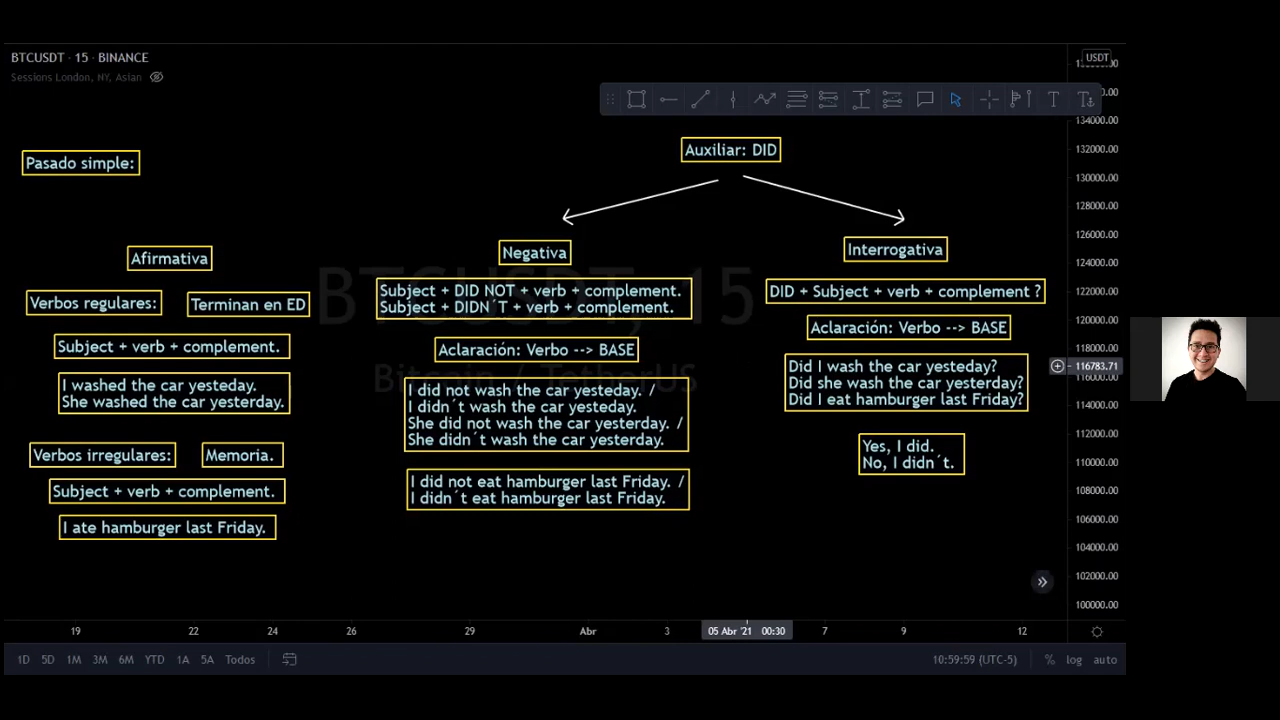 BTCUSDT · 15 · BINANCE
Sessions London, NY, Asian
USDT
Pasado simple:
Auxiliar: DID
Afirmativa
Negativa
Interrogativa
Verbos regulares:
Terminan en ED
Subject + DID NOT + verb + complement.
Subject + DIDN´T + verb + complement.
DID + Subject + verb + complement ?
Subject + verb + complement.
Aclaración: Verbo --> BASE
Aclaración: Verbo --> BASE
I washed the car yesteday.
She washed the car yesterday.
I did not wash the car yesteday. /
I didn´t wash the car yesteday.
She did not wash the car yesterday. /
She didn´t wash the car yesterday.
Did I wash the car yesteday?
Did she wash the car yesterday?
Did I eat hamburger last Friday?
Verbos irregulares:
Memoria.
Yes, I did.
No, I didn´t.
Subject + verb + complement.
I did not eat hamburger last Friday. /
I didn´t eat hamburger last Friday.
I ate hamburger last Friday.
BTCUSDT, 15
Bitcoin / TetherUS
134000.00
132000.00
130000.00
128000.00
126000.00
124000.00
122000.00
120000.00
118000.00
116783.71
116000.00
114000.00
112000.00
110000.00
108000.00
106000.00
104000.00
102000.00
100000.00
19 22 24 26 29 Abr 3 05 Abr '21 00:30 7 9 12
1D 5D 1M 3M 6M YTD 1A 5A Todos
10:59:59 (UTC-5) % log auto